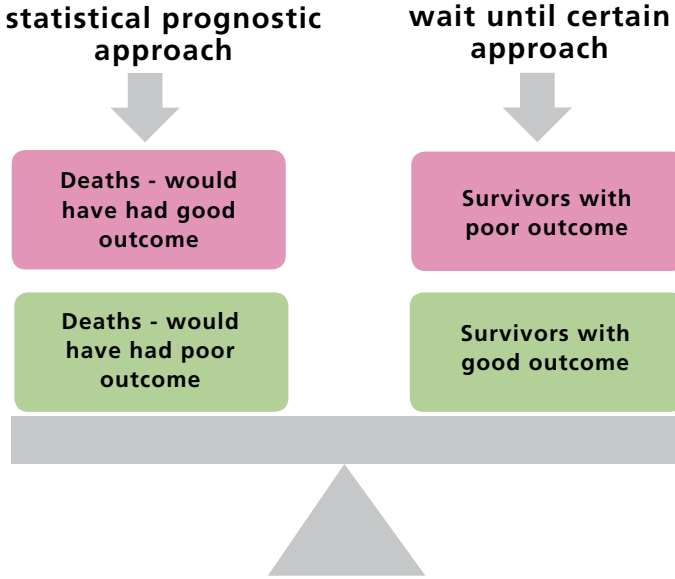 statistical prognostic
approach
wait until certain
approach
Deaths - would
have had good
outcome
Survivors with
poor outcome
Deaths - would
have had poor
outcome
Survivors with
good outcome